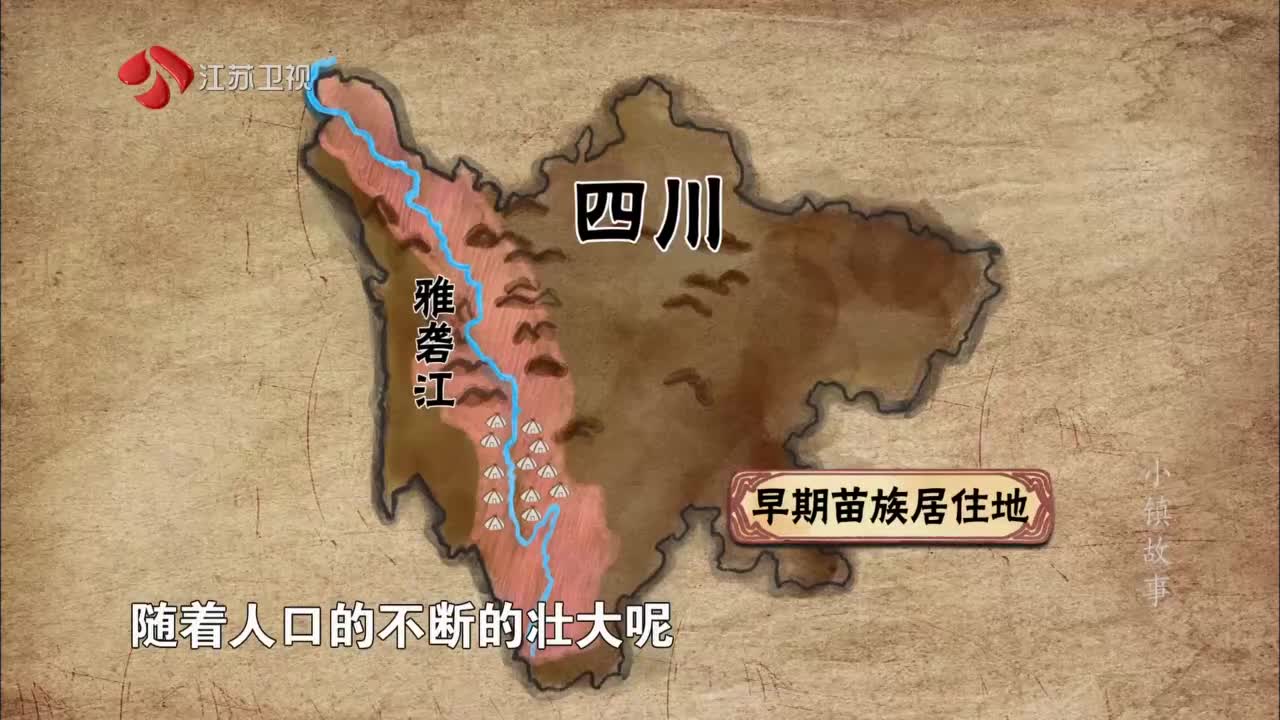 江苏卫视
四川
雅砻江
早期苗族居住地
小镇故事
随着人口的不断的壮大呢